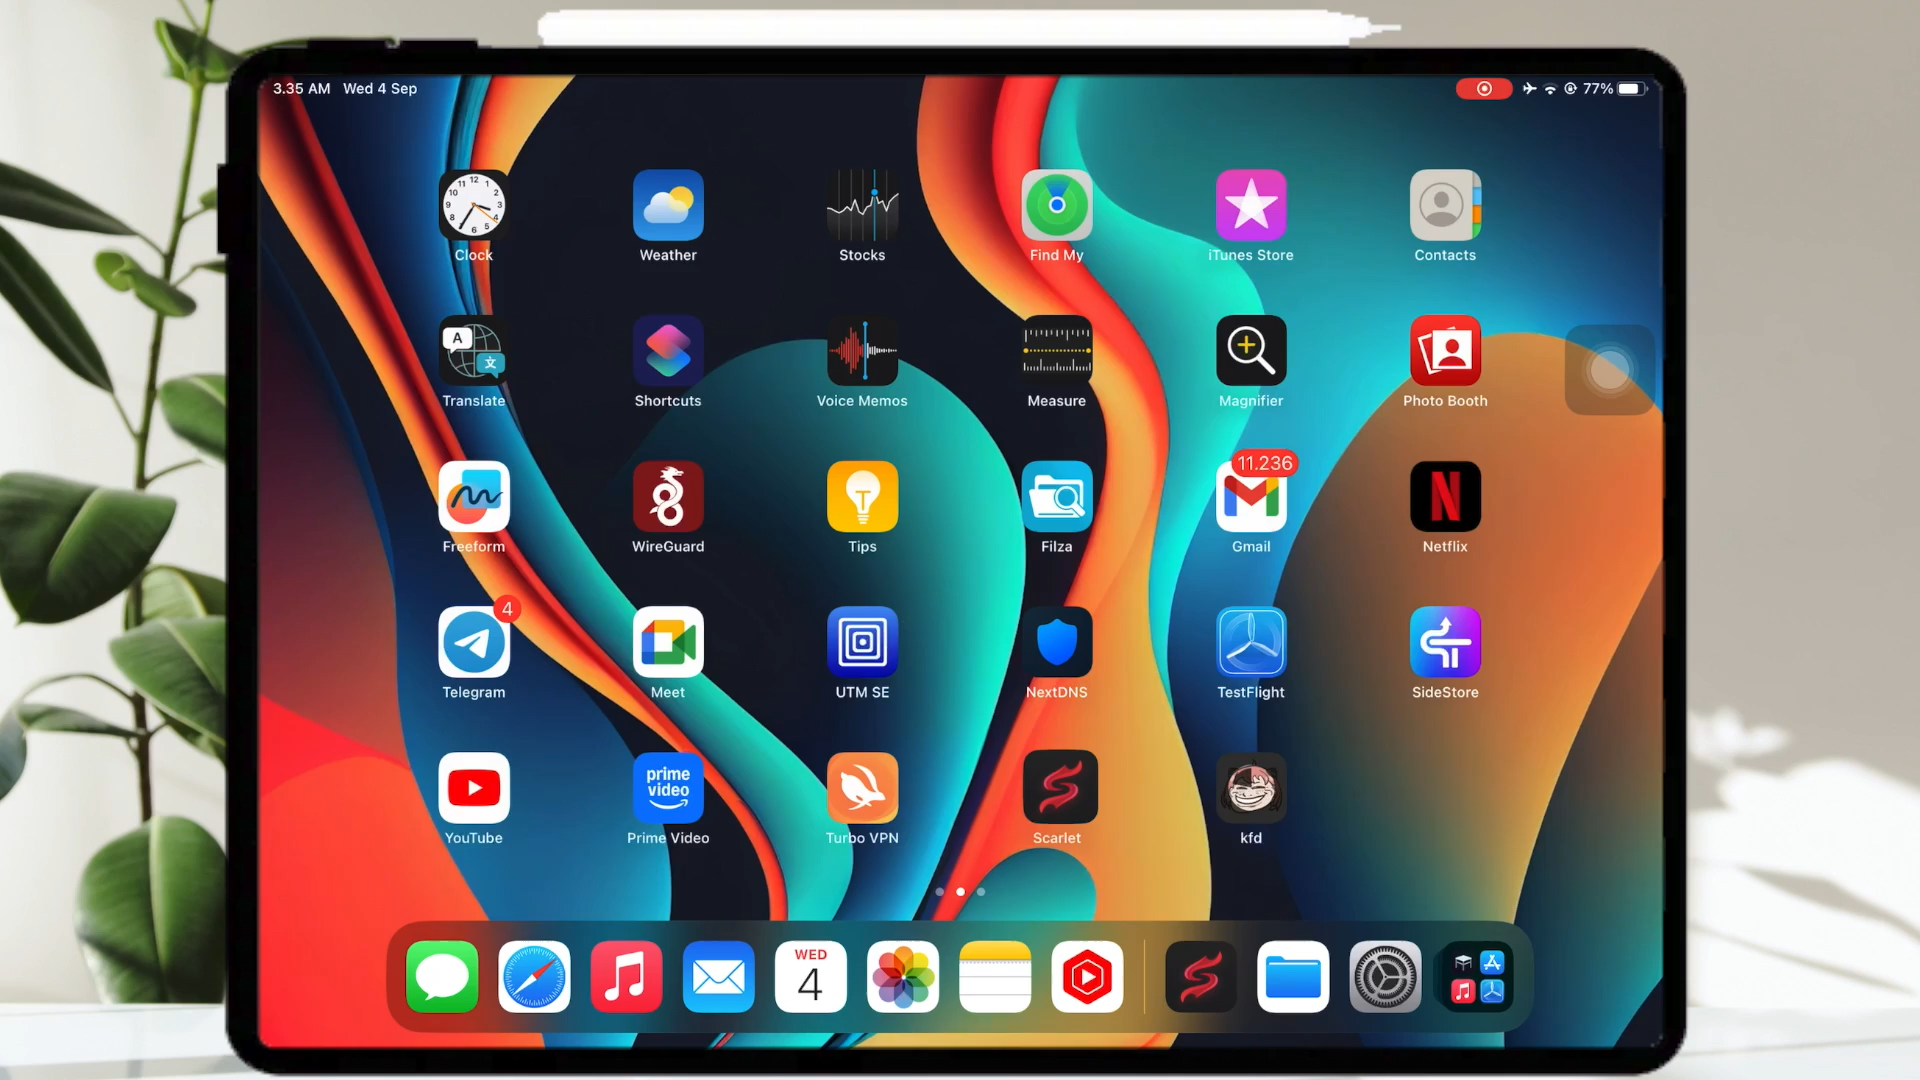 3.35 AM Wed 4 Sep
77%
Clock
Weather
Stocks
Find My
iTunes Store
Contacts
A
文
Translate
Shortcuts
Voice Memos
Measure
Magnifier
Photo Booth
Freeform
WireGuard
Tips
Filza
11.236
Gmail
N
Netflix
4
Telegram
Meet
UTM SE
NextDNS
TestFlight
SideStore
YouTube
prime video
Prime Video
Turbo VPN
Scarlet
kfd
WED
4